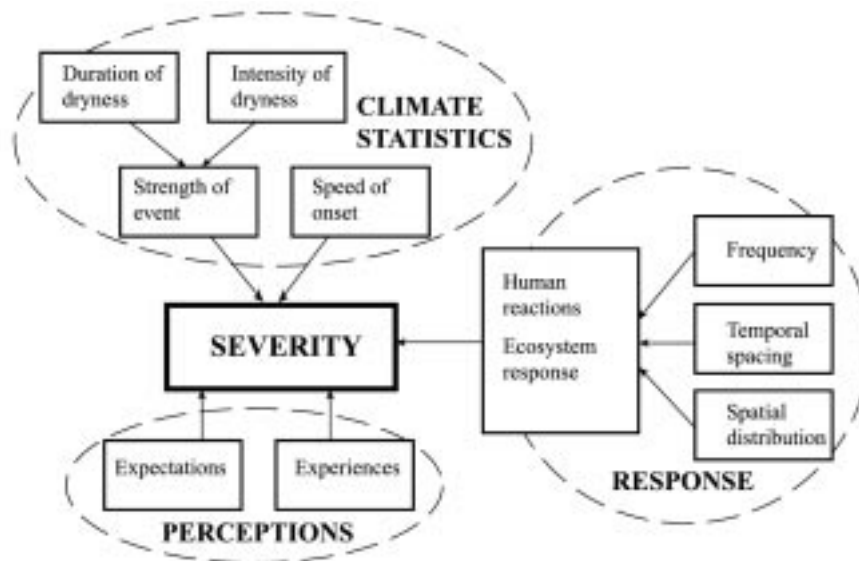 Duration of
dryness
Intensity of
dryness
CLIMATE
STATISTICS
Strength of
event
Speed of
onset
Human
reactions
Ecosystem
response
Frequency
Temporal
spacing
Spatial
distribution
RESPONSE
SEVERITY
Expectations
Experiences
PERCEPTIONS